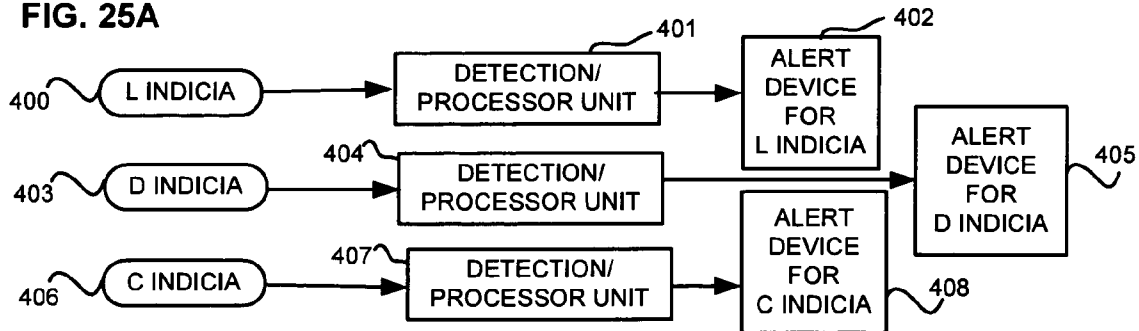 FIG. 25A
401
402
400
L INDICIA
DETECTION/
PROCESSOR UNIT
ALERT
DEVICE
FOR
L INDICIA
403
D INDICIA
404
DETECTION/
PROCESSOR UNIT
ALERT
DEVICE
FOR
D INDICIA
405
406
C INDICIA
407
DETECTION/
PROCESSOR UNIT
ALERT
DEVICE
FOR
C INDICIA
408